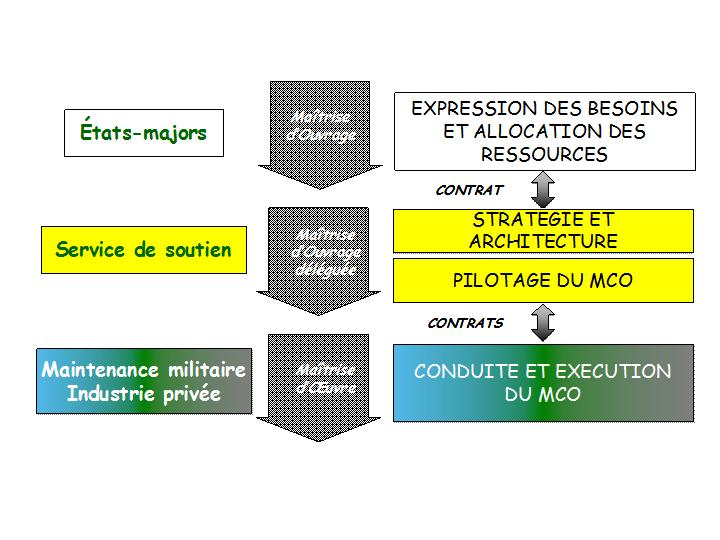 États-majors
Maîtrise
d'Ouvrage
EXPRESSION DES BESOINS
ET ALLOCATION DES
RESSOURCES
CONTRAT
Service de soutien
Maîtrise
d'Ouvrage
déléguée
STRATEGIE ET
ARCHITECTURE
PILOTAGE DU MCO
CONTRATS
Maintenance militaire
Industrie privée
Maîtrise
d'Œuvre
CONDUITE ET EXECUTION
DU MCO